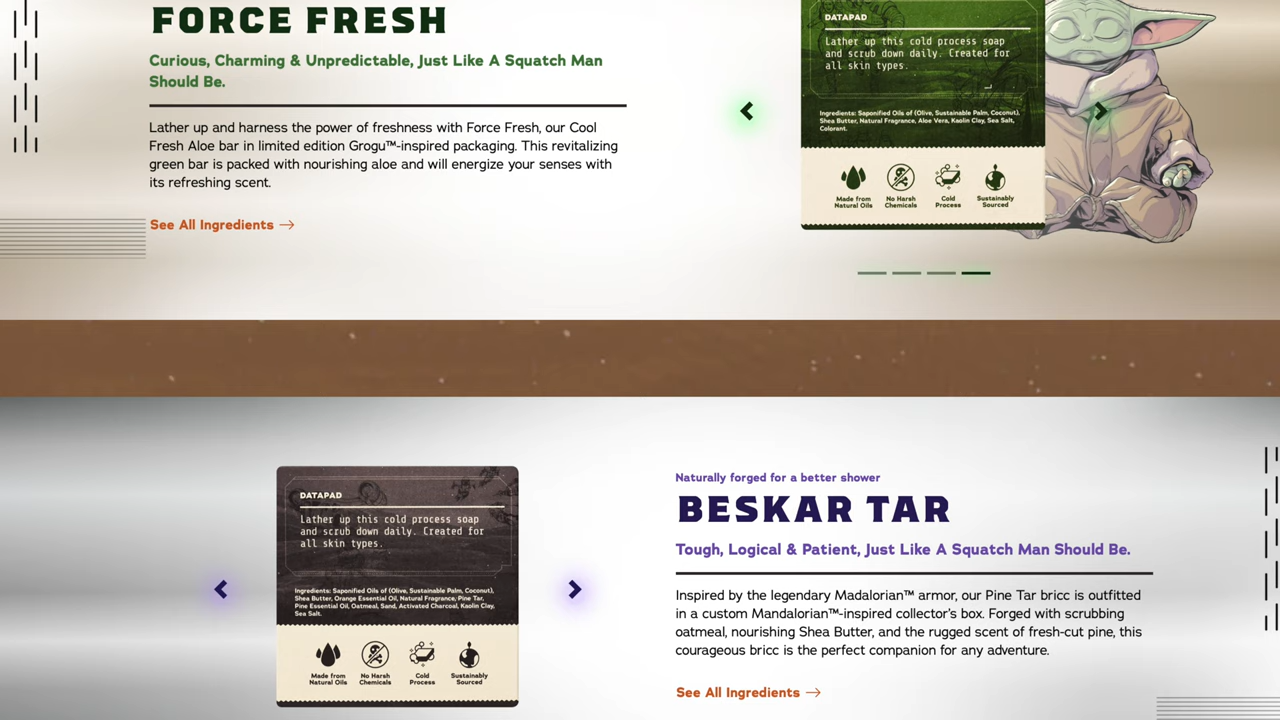 FORCE FRESH
Curious, Charming & Unpredictable, Just Like A Squatch Man
Should Be.
Lather up and harness the power of freshness with Force Fresh, our Cool
Fresh Aloe bar in limited edition Grogu™-inspired packaging. This revitalizing
green bar is packed with nourishing aloe and will energize your senses with
its refreshing scent.
See All Ingredients →
DATAPAD
Lather up this cold process soap
and scrub down daily. Created for
all skin types.
Ingredients: Saponified Oils of (Olive, Sustainable Palm, Coconut),
Shea Butter, Natural Fragrance, Aloe Vera, Kaolin Clay, Sea Salt,
Colorant.
Made from
Natural Oils
No Harsh
Chemicals
Cold
Process
Sustainably
Sourced
DATAPAD
Lather up this cold process soap
and scrub down daily. Created for
all skin types.
Ingredients: Saponified Oils of (Olive, Sustainable Palm, Coconut),
Shea Butter, Orange Essential Oil, Natural Fragrance, Pine Tar,
Pine Essential Oil, Oatmeal, Sand, Activated Charcoal, Kaolin Clay,
Sea Salt.
Made from
Natural Oils
No Harsh
Chemicals
Cold
Process
Sustainably
Sourced
Naturally forged for a better shower
BESKAR TAR
Tough, Logical & Patient, Just Like A Squatch Man Should Be.
Inspired by the legendary Madalorian™ armor, our Pine Tar bricc is outfitted
in a custom Mandalorian™-inspired collector's box. Forged with scrubbing
oatmeal, nourishing Shea Butter, and the rugged scent of fresh-cut pine, this
courageous bricc is the perfect companion for any adventure.
See All Ingredients →